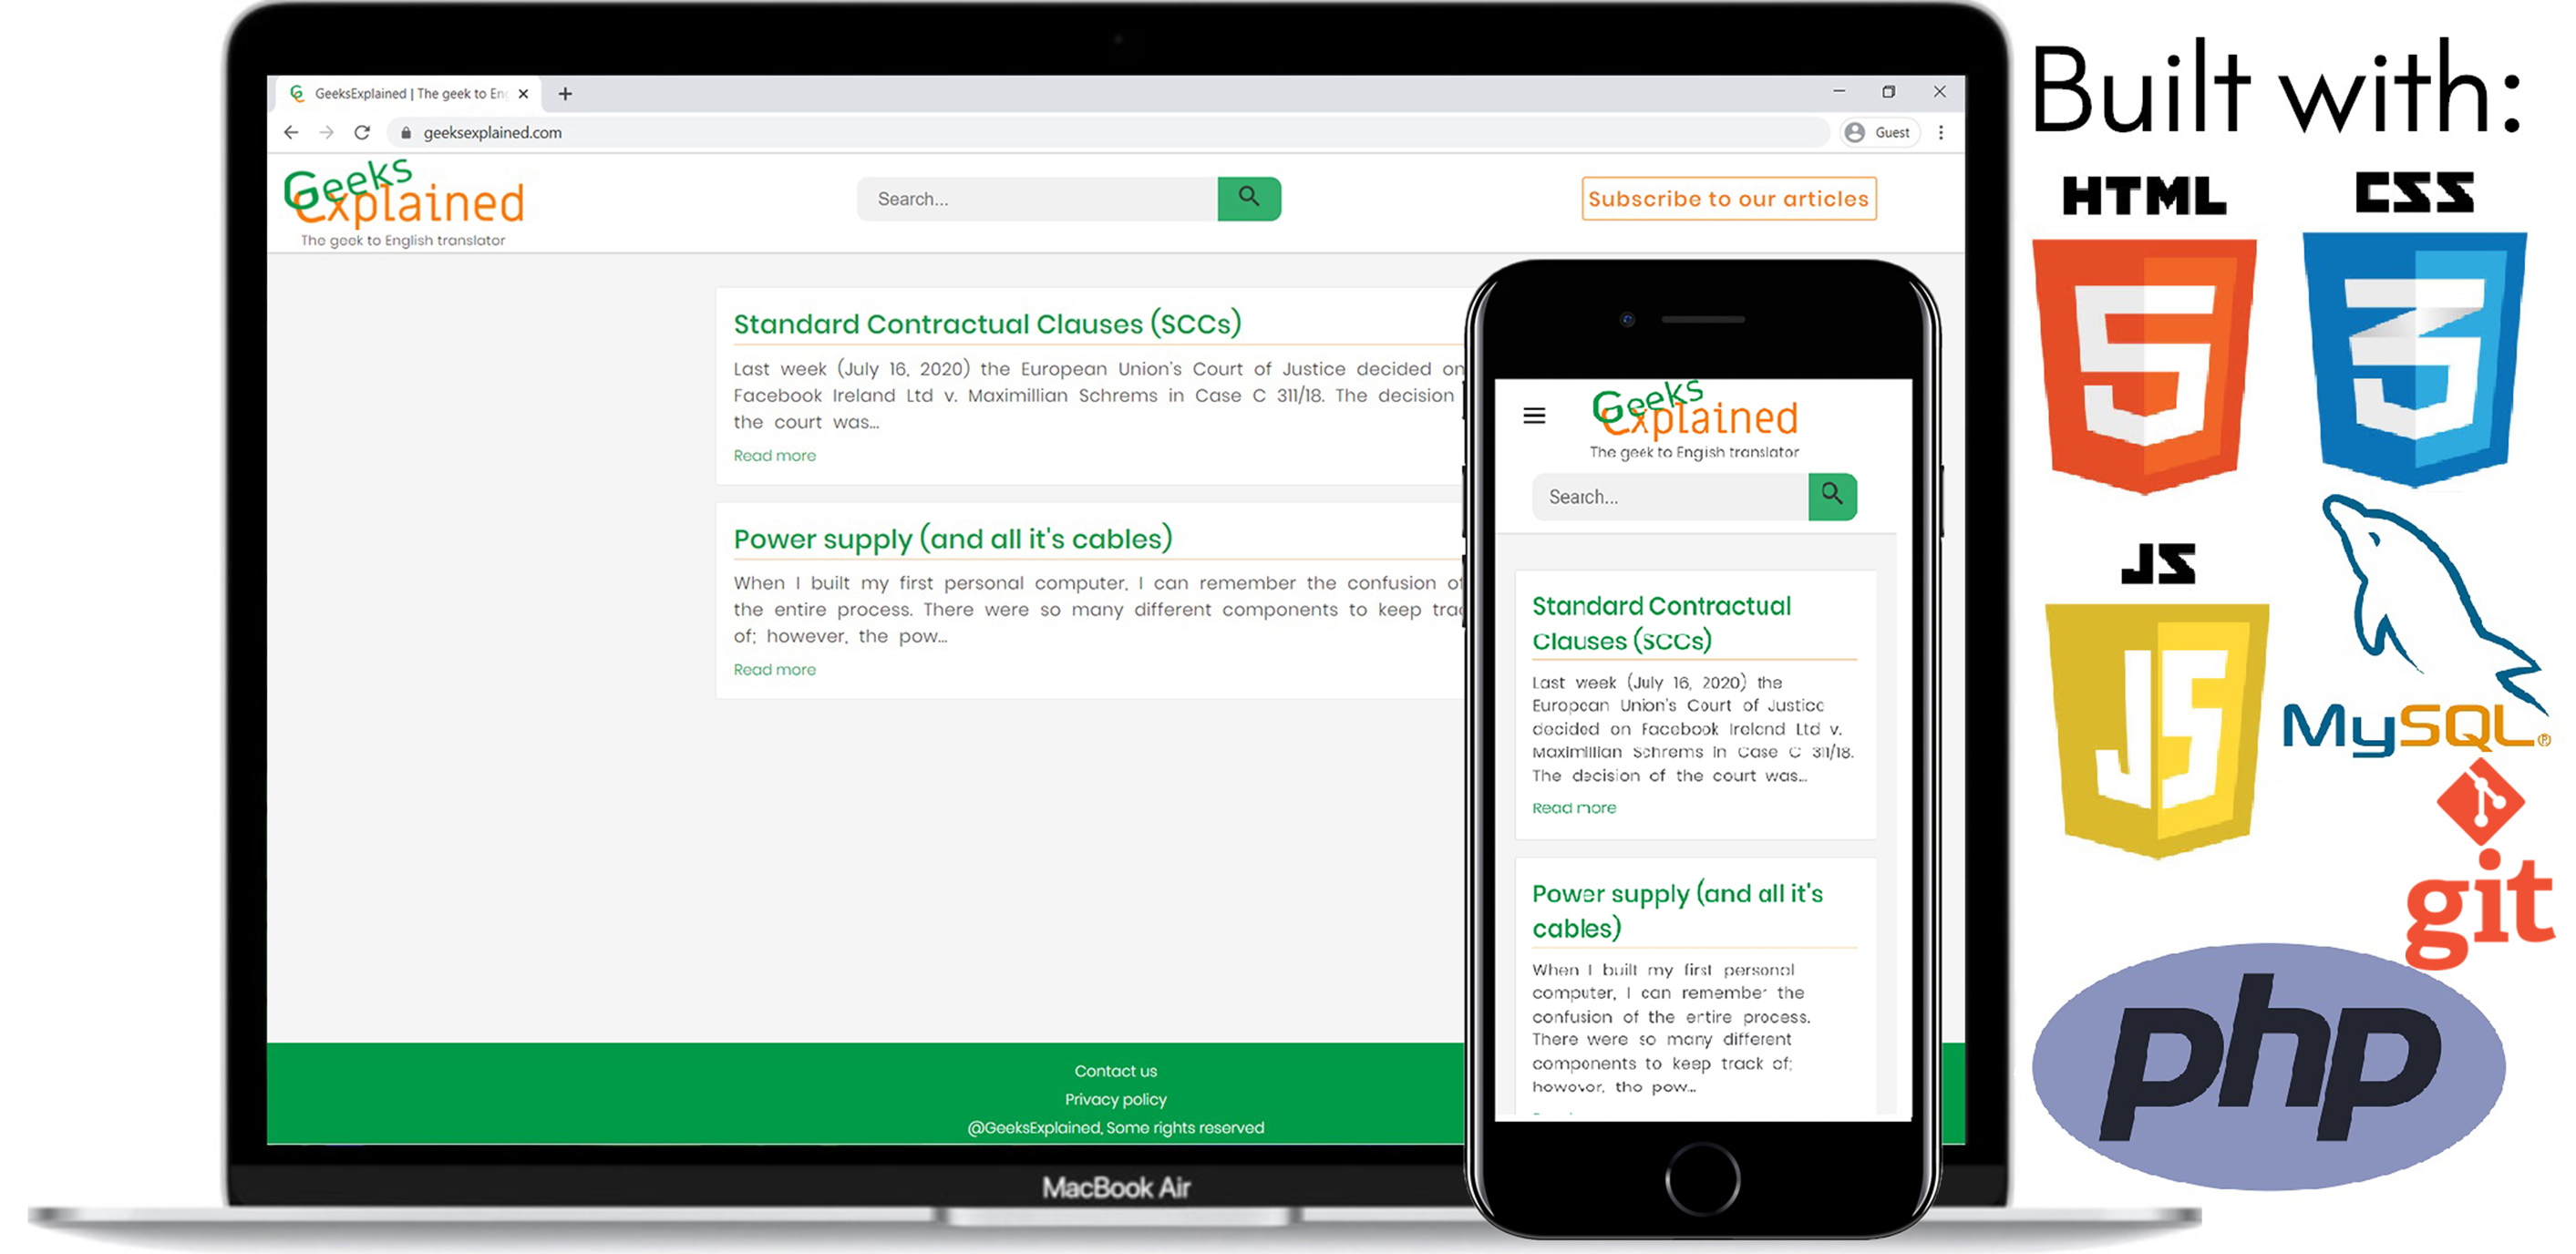 GeeksExplained | The geek to Eng
geeksexplained.com
Guest
Geeks
Explained
The geek to English translator
Search...
Subscribe to our articles
Standard Contractual Clauses (SCCs)
Last week (July 16, 2020) the European Union's Court of Justice decided on
Facebook Ireland Ltd v. Maximillian Schrems in Case C 311/18. The decision
the court was...
Read more
Power supply (and all it's cables)
When I built my first personal computer, I can remember the confusion of
the entire process. There were so many different components to keep trac
of; however, the pow...
Read more
Contact us
Privacy policy
@GeeksExplained, Some rights reserved
MacBook Air
Geeks
Explained
The geek to Engish translator
Search...
Standard Contractual
Clauses (SCCs)
Last week (July 16, 2020) the
European Union's Court of Justice
decided on Facebook Ireland Ltd v.
Maximillian Schrems in Case C 311/18.
The decision of the court was...
Read more
Power supply (and all it's
cables)
When I built my first personal
computer, I can remember the
confusion of the entire process.
There were so many different
components to keep track of;
however, the pow...
Built with:
HTML
CSS
5
3
JS
JS
MySQL®
git
php